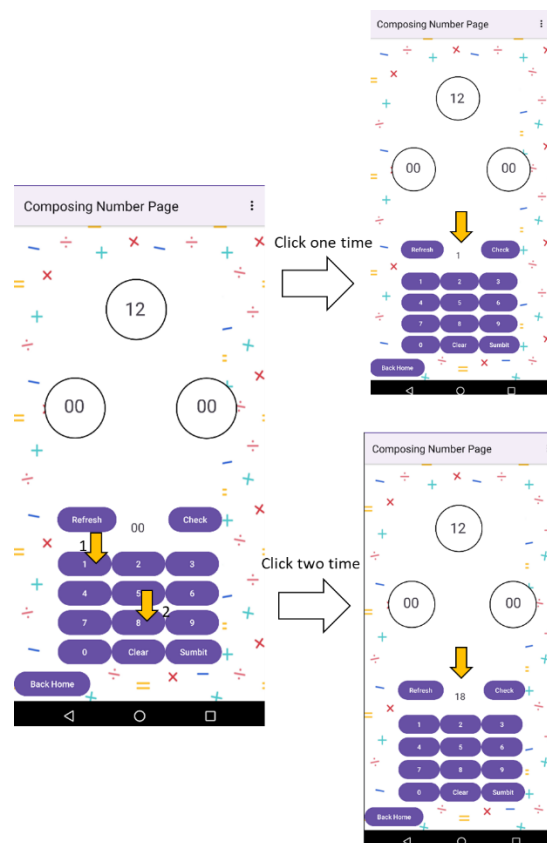 Composing Number Page
12
00 00
Refresh 00 Check
1
1 2 3
4 5 6
2
7 8 9
0 Clear Sumbit
Back Home
Click one time
Composing Number Page
12
00 00
Refresh 1 Check
1 2 3
4 5 6
7 8 9
0 Clear Sumbit
Back Home
Click two time
Composing Number Page
12
00 00
Refresh 18 Check
1 2 3
4 5 6
7 8 9
0 Clear Sumbit
Back Home